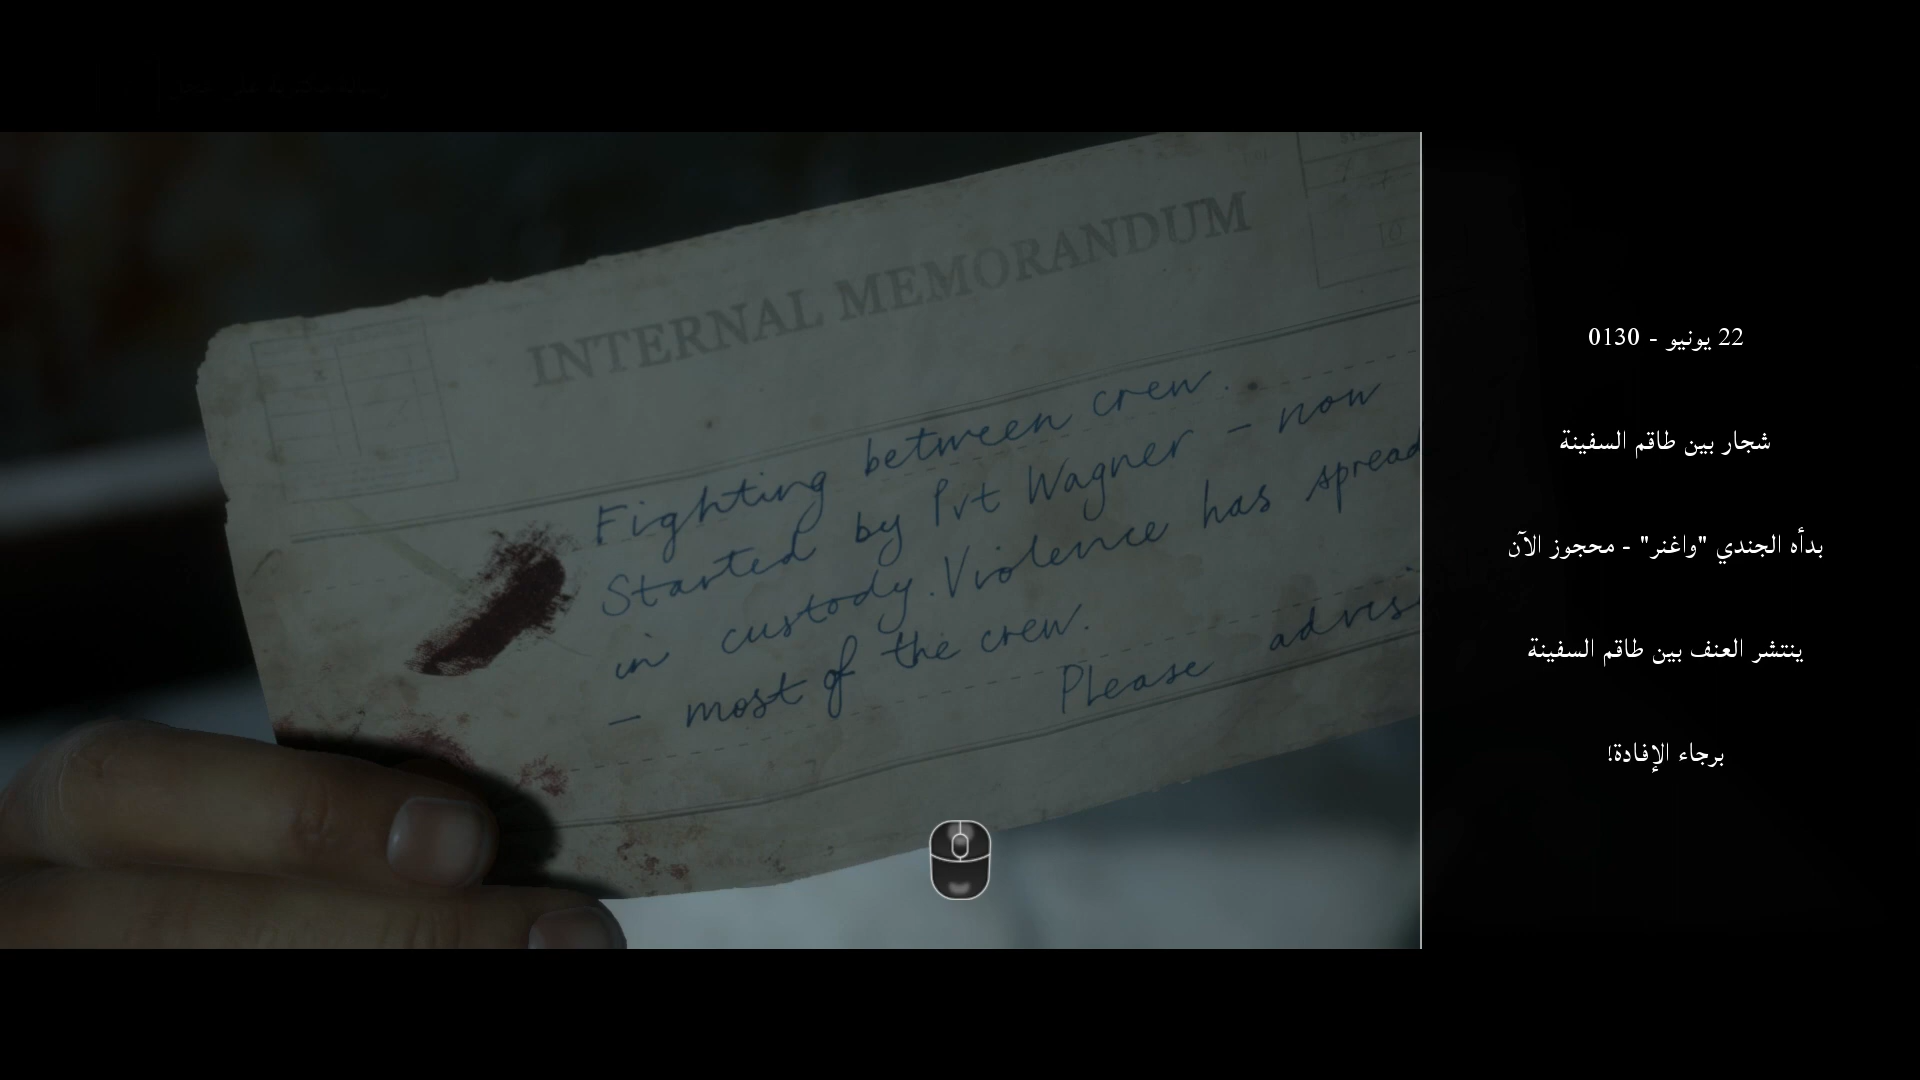 INTERNAL MEMORANDUM
Fighting between crew.
Started by Pvt Wagner - now
in custody. Violence has spread
- most of the crew.
Please
22 يونيو - 0130
شجار بين طاقم السفينة
بدأه الجندي "واغنر" - محجوز الآن
ينتشر العنف بين طاقم السفينة
برجاء الإفادة!